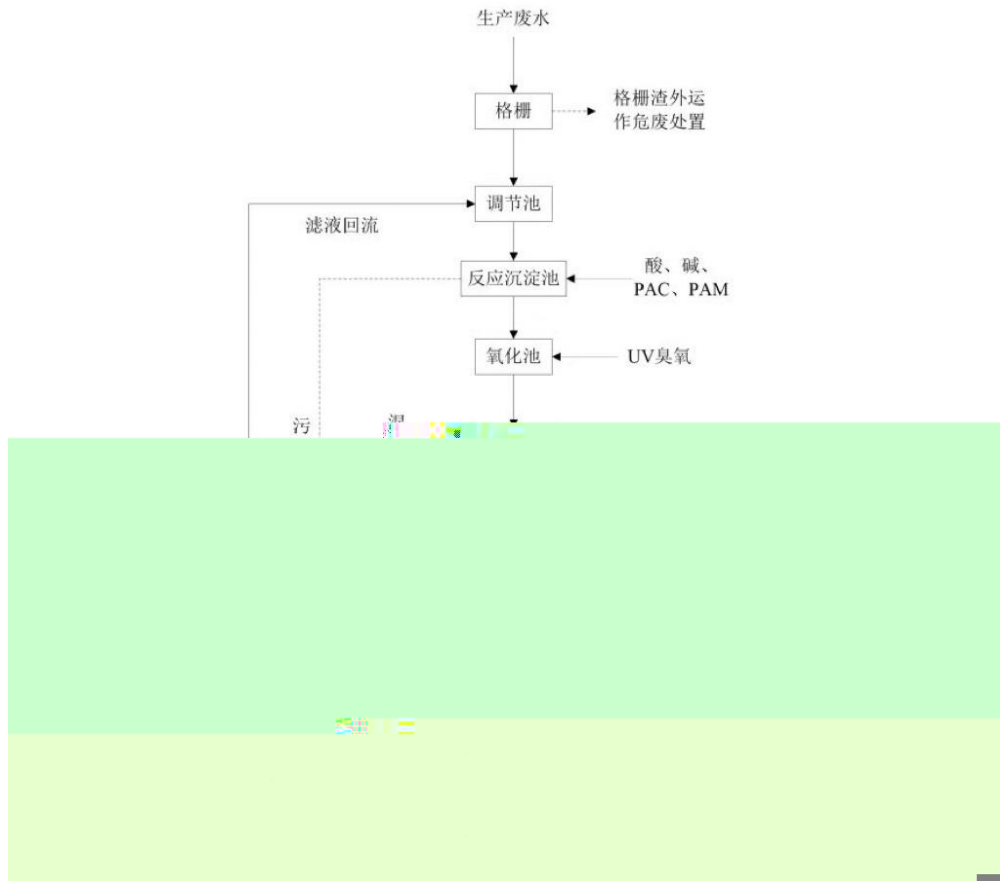 生产废水
格栅
格栅渣外运
作危废处置
调节池
滤液回流
反应沉淀池
酸、碱、
PAC、PAM
氧化池
UV臭氧
污